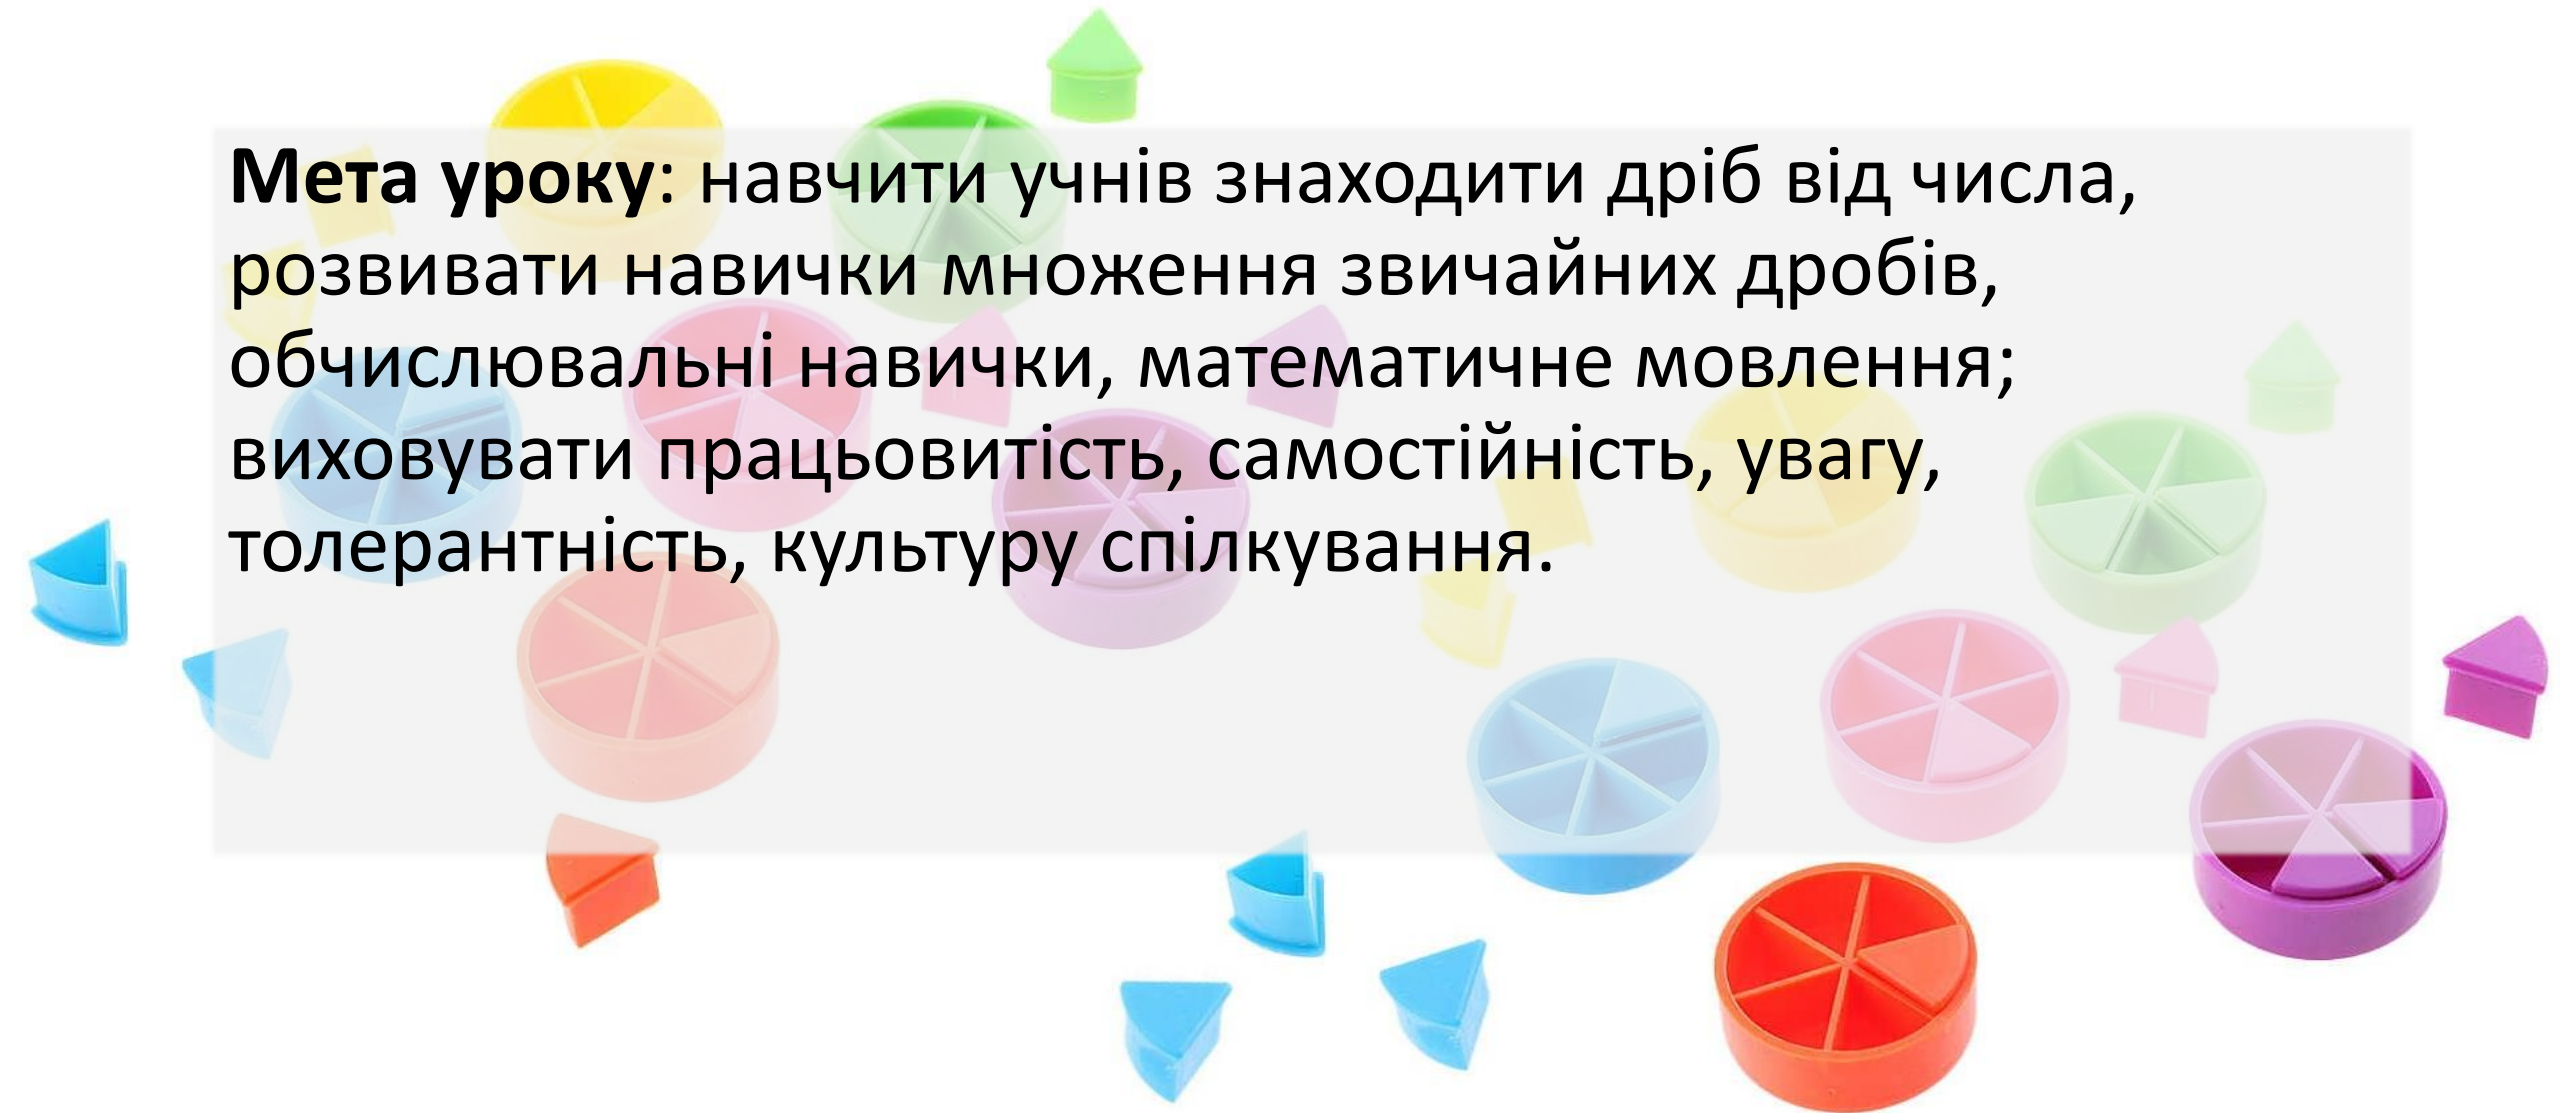 Мета уроку: навчити учнів знаходити дріб від числа,
розвивати навички множення звичайних дробів,
обчислювальні навички, математичне мовлення;
виховувати працьовитість, самостійність, увагу,
толерантність, культуру спілкування.